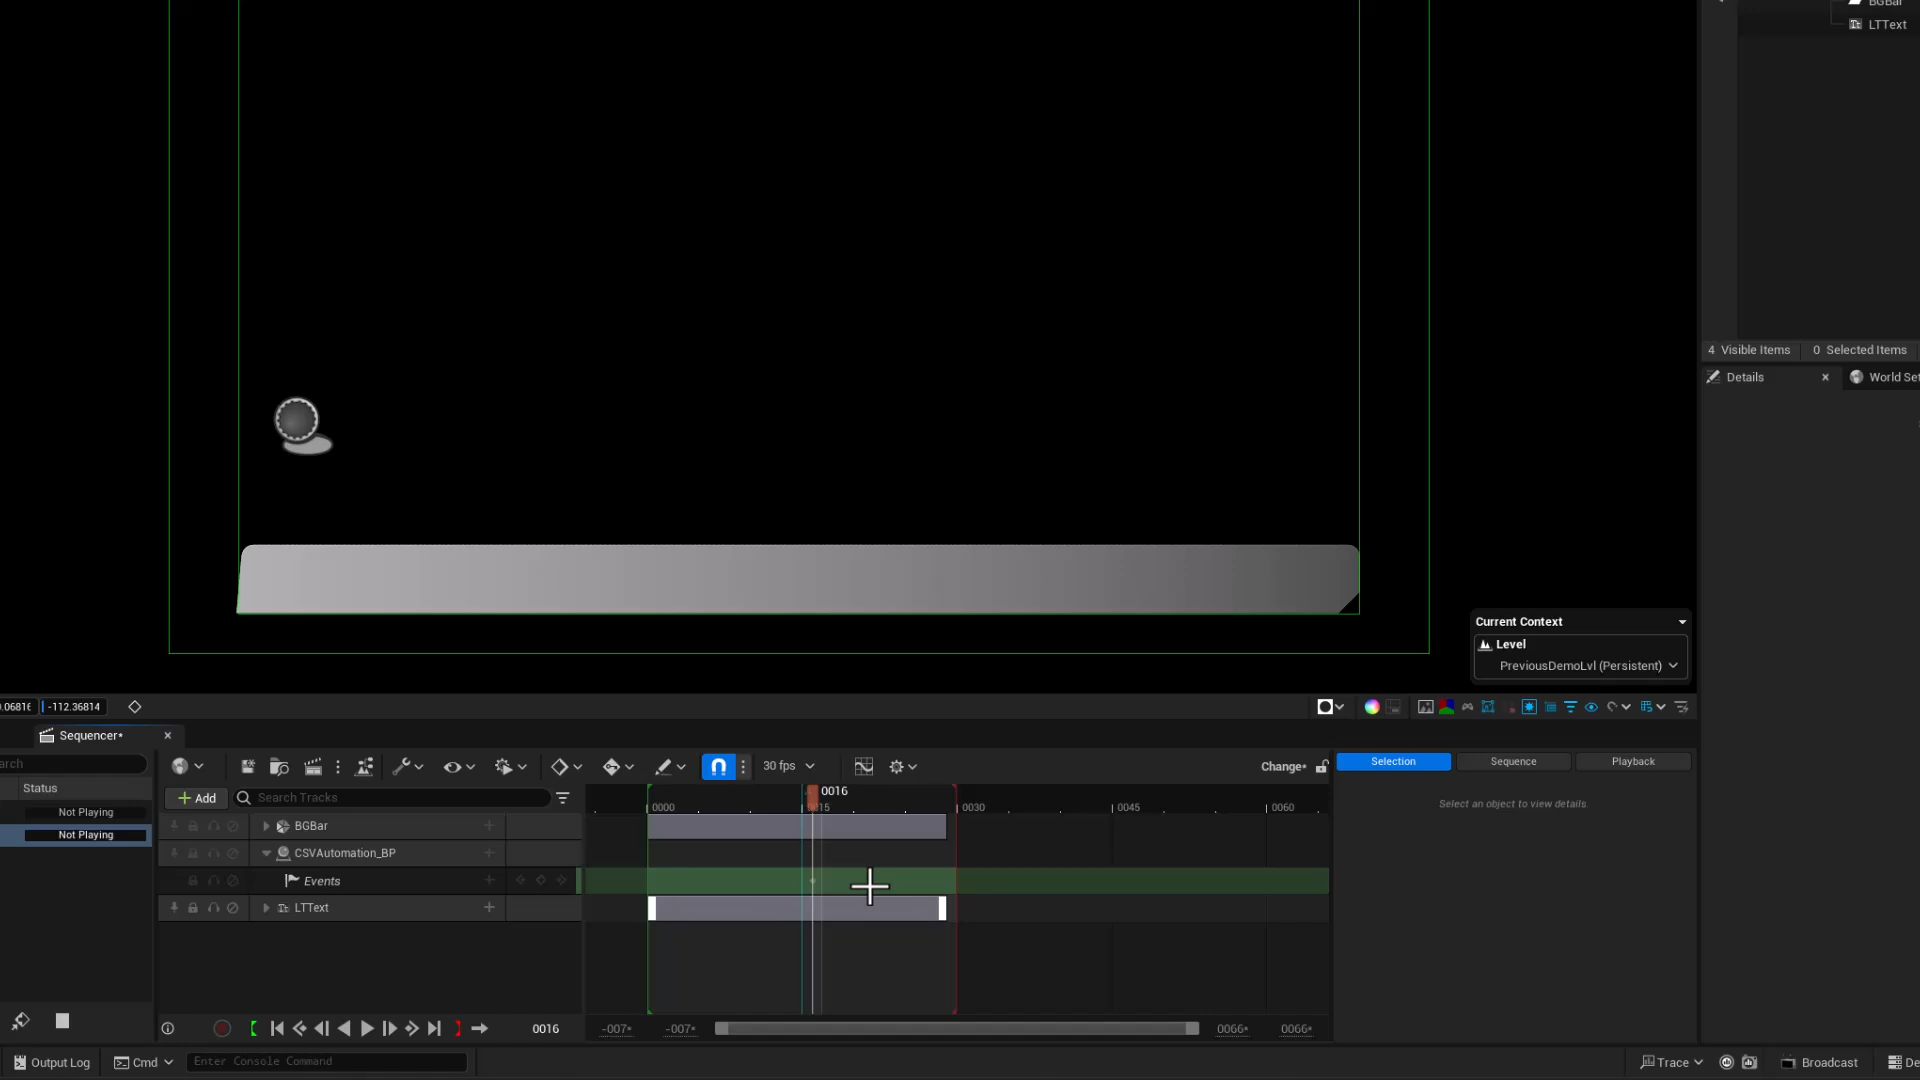 BGBar
LTText
4 Visible Items
0 Selected Items
Details
World Set
Current Context
Level
PreviousDemoLvl (Persistent)
-112.36814
Sequencer*
arch
30 fps
Change*
Selection
Sequence
Playback
Status
Add
Search Tracks
0016
0000
0015
0030
0045
0060
Select an object to view details.
Not Playing
BGBar
Not Playing
CSVAutomation_BP
Events
LTText
0016
-007*
-007*
0066*
0066*
Output Log
Cmd
Enter Console Command
Trace
Broadcast
De